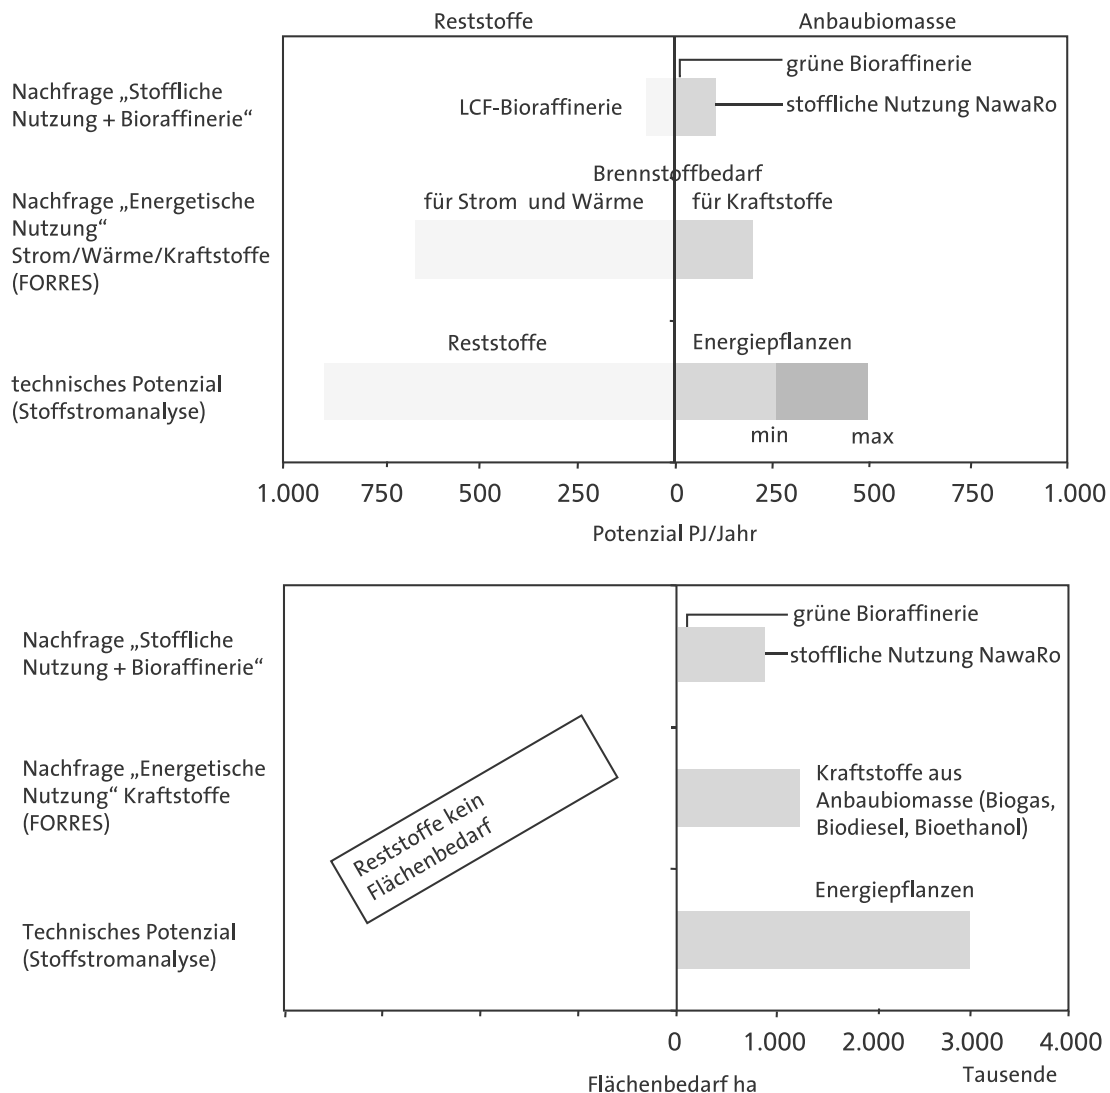 Reststoffe
Anbaubiomasse
Nachfrage „Stoffliche
Nutzung + Bioraffinerie“
LCF-Bioraffinerie
grüne Bioraffinerie
stoffliche Nutzung NawaRo
Nachfrage „Energetische
Nutzung“
Strom/Wärme/Kraftstoffe
(FORRES)
Brennstoffbedarf
für Strom und Wärme
für Kraftstoffe
technisches Potenzial
(Stoffstromanalyse)
Reststoffe
Energiepflanzen
min
max
1.000 750 500 250 0 250 500 750 1.000
Potenzial PJ/Jahr
Nachfrage „Stoffliche
Nutzung + Bioraffinerie“
grüne Bioraffinerie
stoffliche Nutzung NawaRo
Nachfrage „Energetische
Nutzung“ Kraftstoffe
(FORRES)
Reststoffe kein
Flächenbedarf
Kraftstoffe aus
Anbaubiomasse (Biogas,
Biodiesel, Bioethanol)
Technisches Potenzial
(Stoffstromanalyse)
Energiepflanzen
0 1.000 2.000 3.000 4.000
Flächenbedarf ha
Tausende